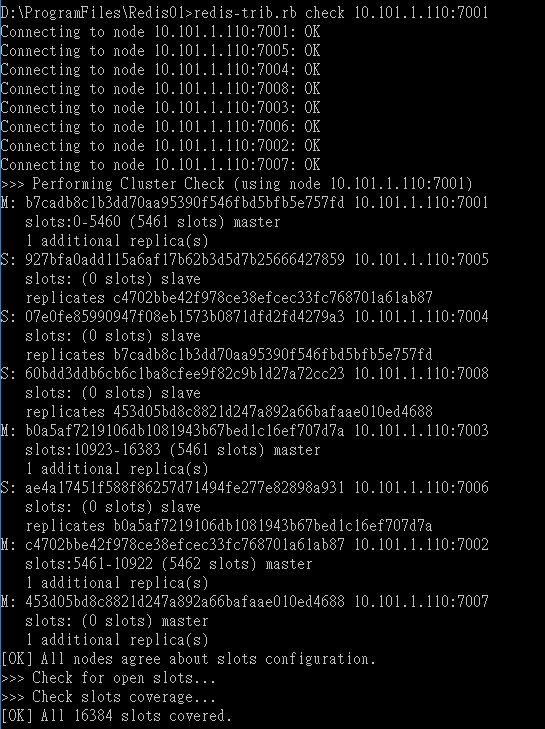 D:\ProgramFiles\Redis01>redis-trib.rb check 10.101.1.110:7001
Connecting to node 10.101.1.110:7001: OK
Connecting to node 10.101.1.110:7005: OK
Connecting to node 10.101.1.110:7004: OK
Connecting to node 10.101.1.110:7008: OK
Connecting to node 10.101.1.110:7003: OK
Connecting to node 10.101.1.110:7006: OK
Connecting to node 10.101.1.110:7002: OK
Connecting to node 10.101.1.110:7007: OK
>>> Performing Cluster Check (using node 10.101.1.110:7001)
M: b7cadb8c1b3dd70aa95390f546fbd5bfb5e757fd 10.101.1.110:7001
   slots:0-5460 (5461 slots) master
   1 additional replica(s)
S: 927bfa0add115a6af17b62b3d5d7b25666427859 10.101.1.110:7005
   slots: (0 slots) slave
   replicates c4702bbe42f978ce38efcec33fc768701a61ab87
S: 07e0fe85990947f08eb1573b0871dfd2fd4279a3 10.101.1.110:7004
   slots: (0 slots) slave
   replicates b7cadb8c1b3dd70aa95390f546fbd5bfb5e757fd
S: 60bdd3ddb6cb6c1ba8cfee9f82c9b1d27a72cc23 10.101.1.110:7008
   slots: (0 slots) slave
   replicates 453d05bd8c8821d247a892a66bafaae010ed4688
M: b0a5af7219106db1081943b67bed1c16ef707d7a 10.101.1.110:7003
   slots:10923-16383 (5461 slots) master
   1 additional replica(s)
S: ae4a17451f588f86257d71494fe277e82898a931 10.101.1.110:7006
   slots: (0 slots) slave
   replicates b0a5af7219106db1081943b67bed1c16ef707d7a
M: c4702bbe42f978ce38efcec33fc768701a61ab87 10.101.1.110:7002
   slots:5461-10922 (5462 slots) master
   1 additional replica(s)
M: 453d05bd8c8821d247a892a66bafaae010ed4688 10.101.1.110:7007
   slots: (0 slots) master
   1 additional replica(s)
[OK] All nodes agree about slots configuration.
>>> Check for open slots...
>>> Check slots coverage...
[OK] All 16384 slots covered.